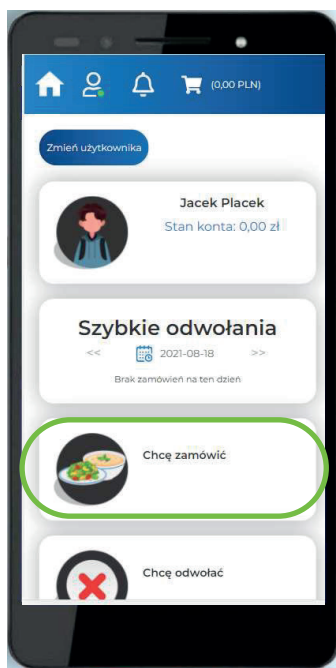 (0,00 PLN)
Zmień użytkownika
Jacek Placek
Stan konta: 0,00 zł
Szybkie odwołania
<< 2021-08-18 >>
Brak zamówień na ten dzień
Chcę zamówić
Chcę odwołać